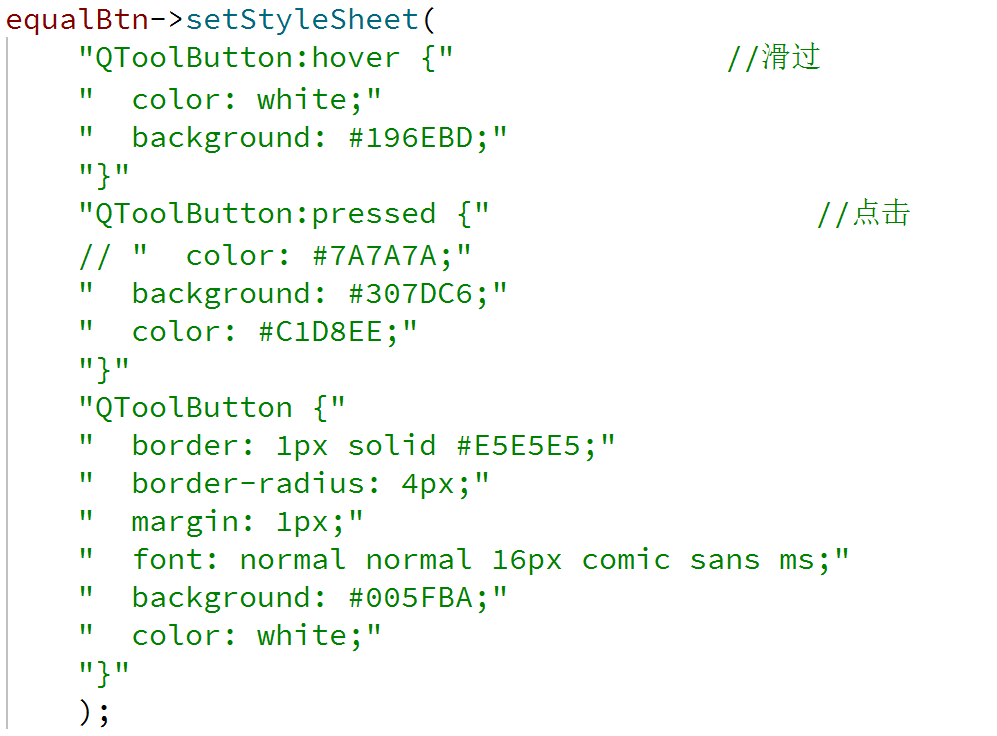 equalBtn->setStyleSheet(
    "QToolButton:hover {"               //滑过
    "  color: white;"
    "  background: #196EBD;"
    "}"
    "QToolButton:pressed {"                  //点击
    // "  color: #7A7A7A;"
    "  background: #307DC6;"
    "  color: #C1D8EE;"
    "}"
    "QToolButton {"
    "  border: 1px solid #E5E5E5;"
    "  border-radius: 4px;"
    "  margin: 1px;"
    "  font: normal normal 16px comic sans ms;"
    "  background: #005FBA;"
    "  color: white;"
    "}"
    );